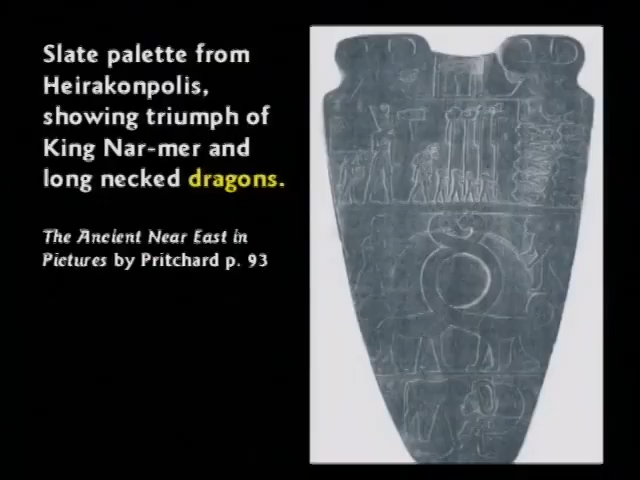 Slate palette from
Heirakonpolis,
showing triumph of
King Nar-mer and
long necked dragons.
The Ancient Near East in
Pictures by Pritchard p. 93